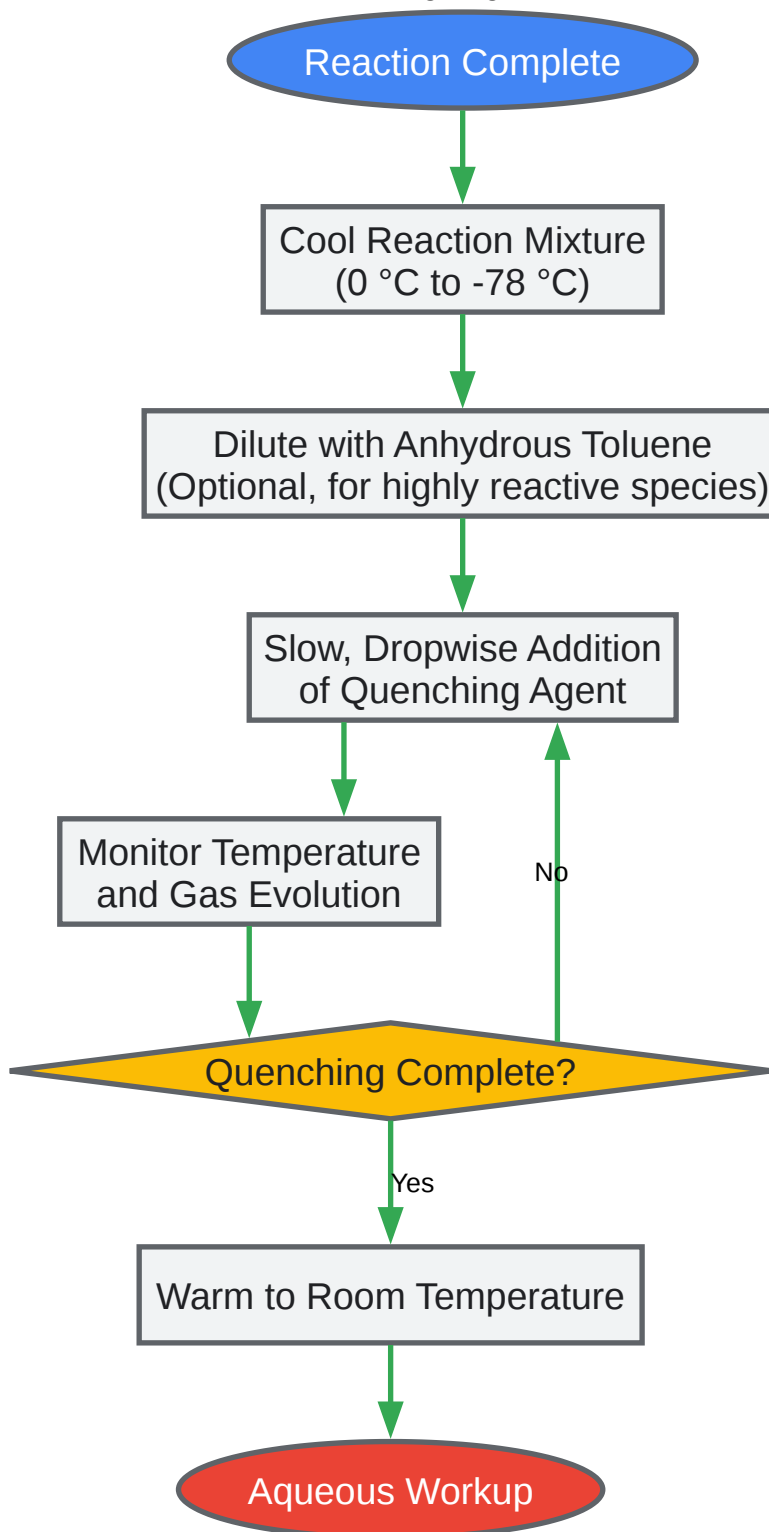 Reaction Complete
Cool Reaction Mixture
(0 °C to -78 °C)
Dilute with Anhydrous Toluene
(Optional, for highly reactive species)
Slow, Dropwise Addition
of Quenching Agent
Monitor Temperature
and Gas Evolution
No
Quenching Complete?
Yes
Warm to Room Temperature
Aqueous Workup